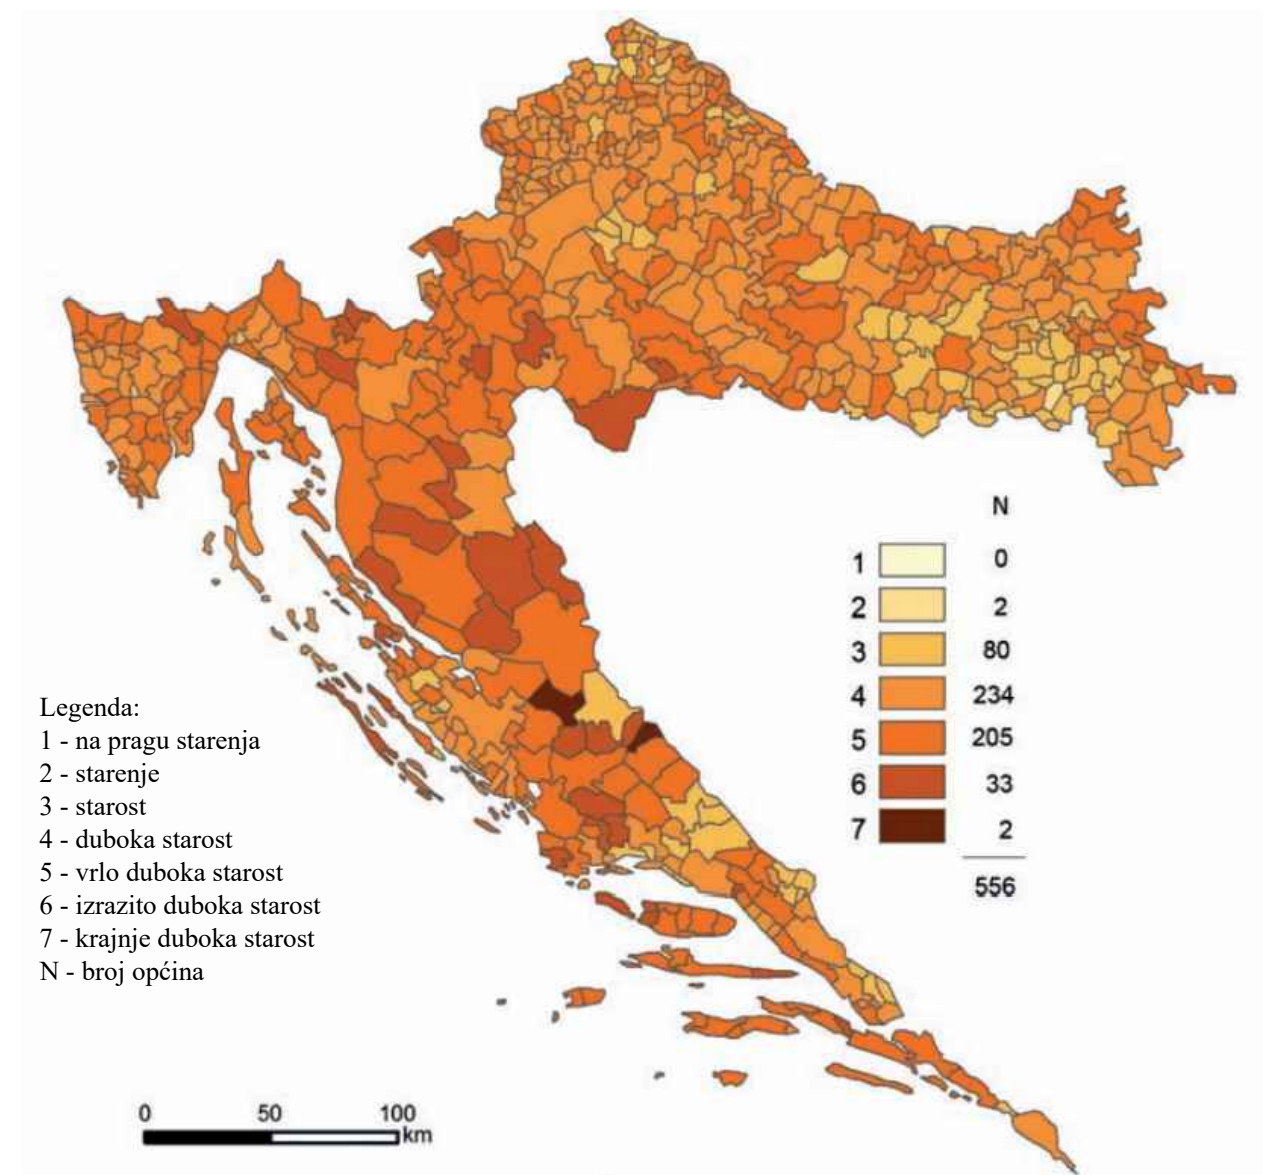 N
1 0
2 2
3 80
4 234
5 205
6 33
7 2
556
Legenda:
1 - na pragu starenja
2 - starenje
3 - starost
4 - duboka starost
5 - vrlo duboka starost
6 - izrazito duboka starost
7 - krajnje duboka starost
N - broj općina
0 50 100
km